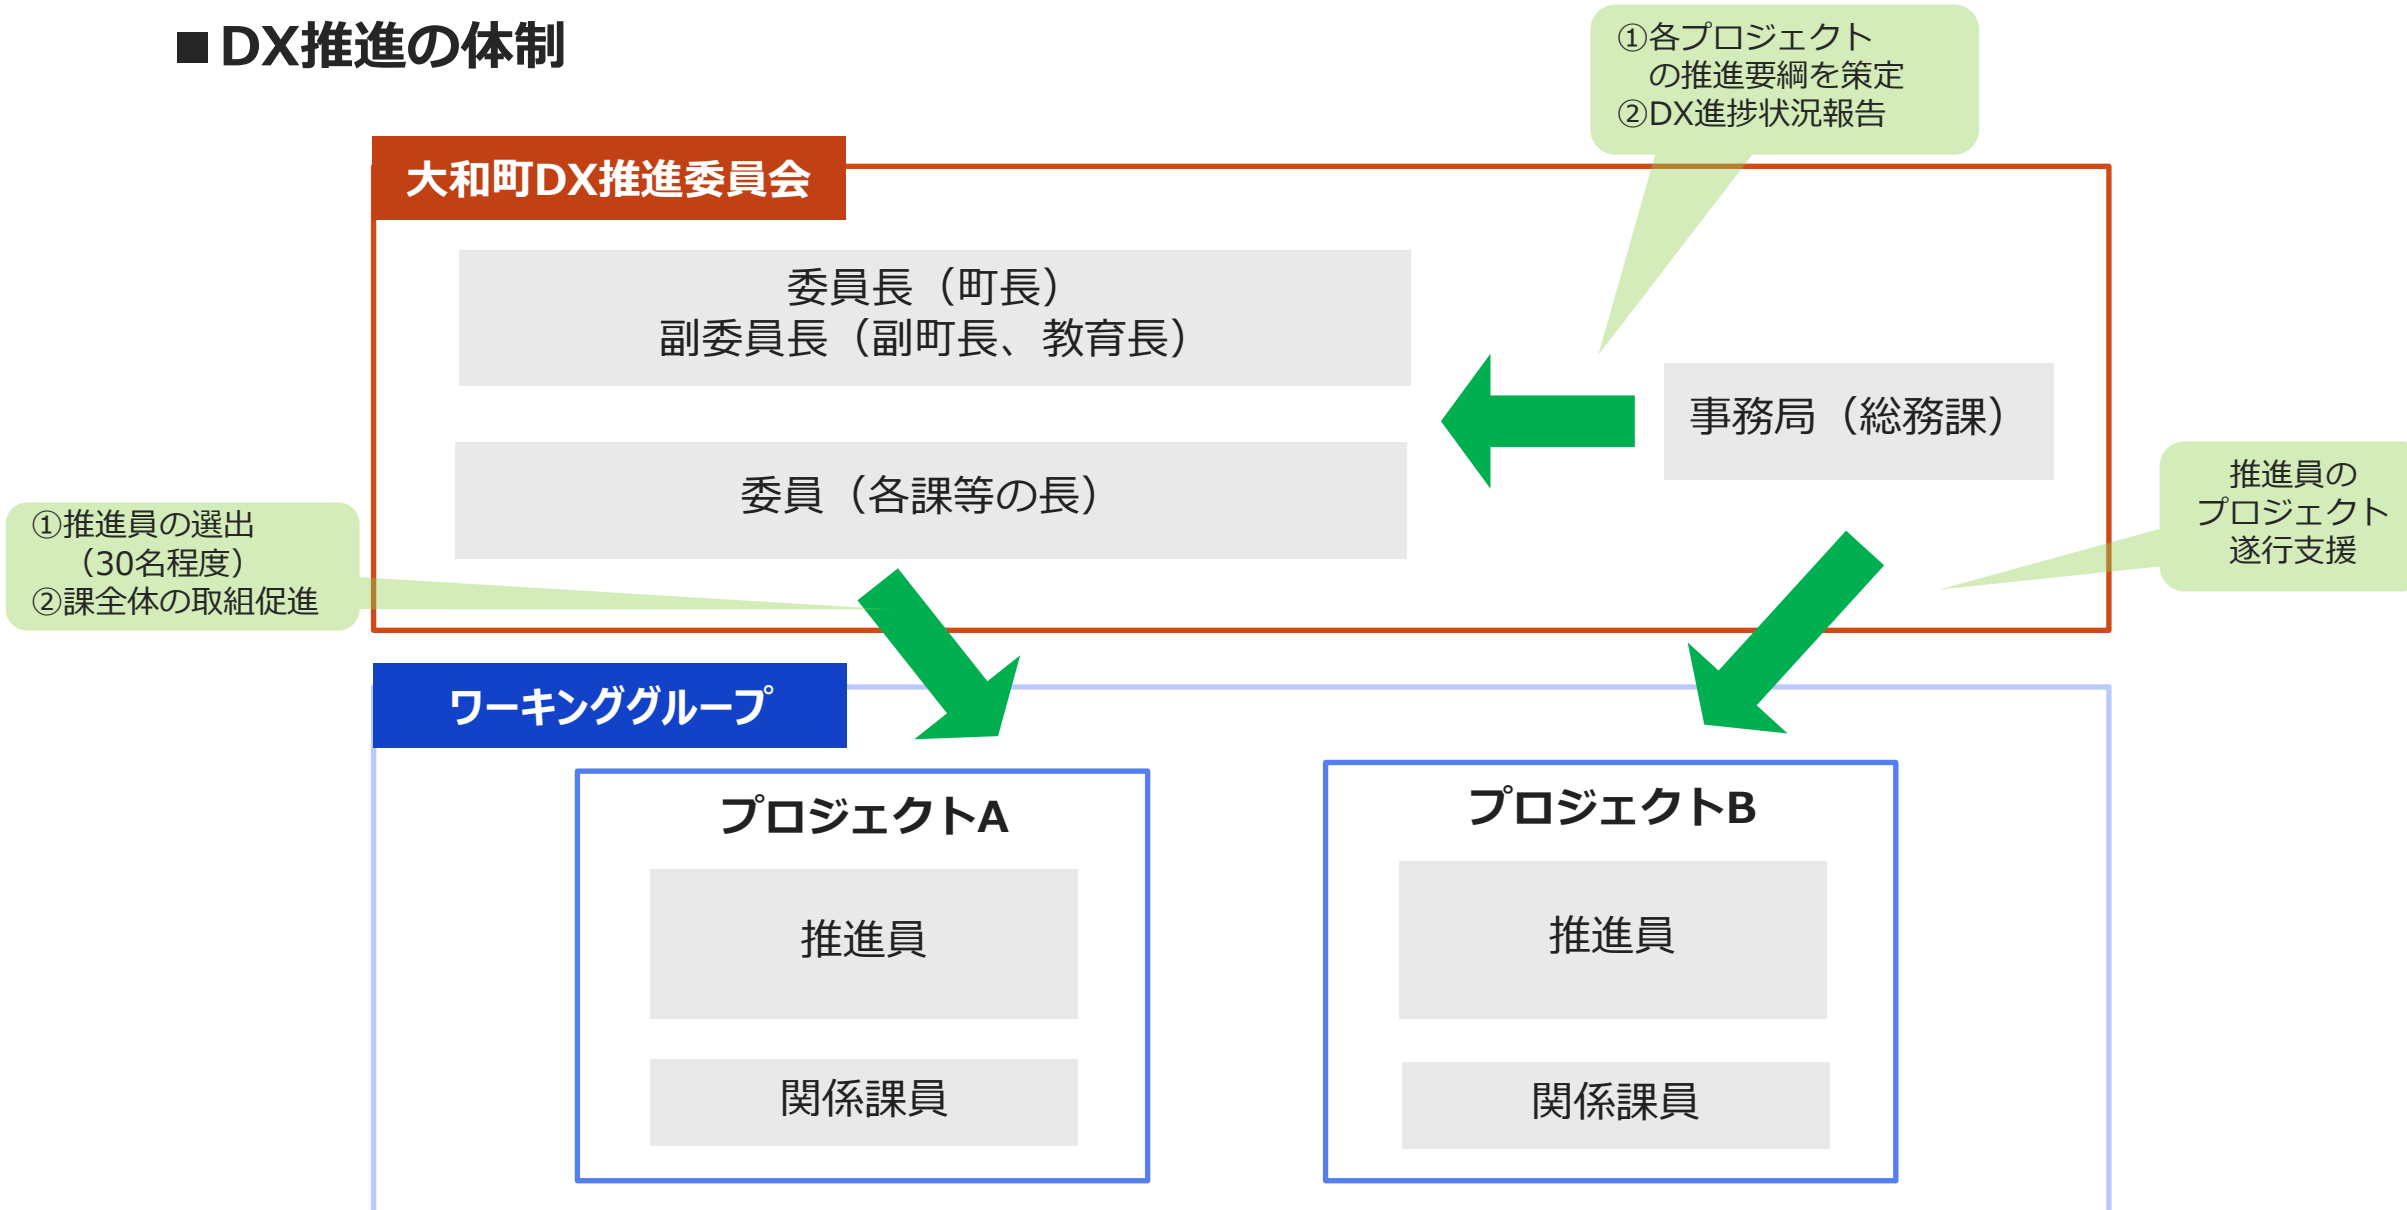 ■DX推進の体制
①各プロジェクト
の推進要綱を策定
②DX進捗状況報告
大和町DX推進委員会
委員長（町長）
副委員長（副町長、教育長）
事務局（総務課）
委員（各課等の長）
推進員の
プロジェクト
遂行支援
①推進員の選出
（30名程度）
②課全体の取組促進
ワーキンググループ
プロジェクトA
推進員
関係課員
プロジェクトB
推進員
関係課員